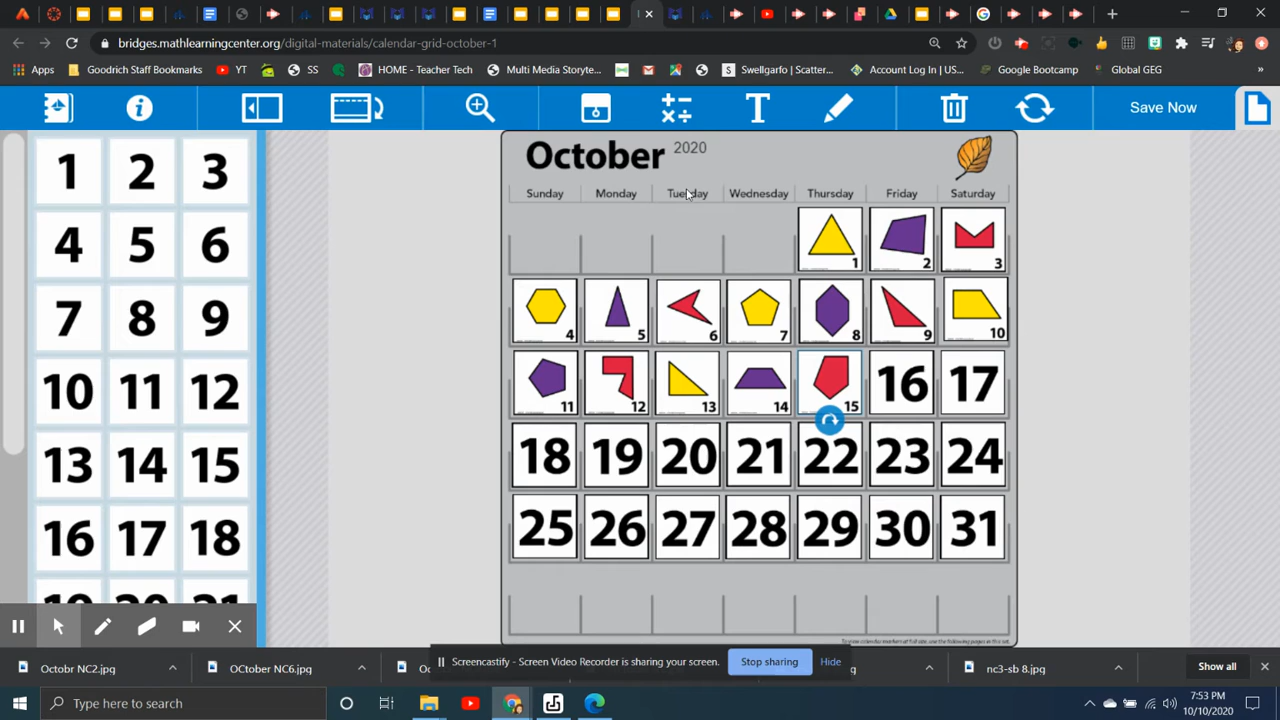 bridges.mathlearningcenter.org/digital-materials/calendar-grid-october-1
Apps Goodrich Staff Bookmarks YT SS HOME - Teacher Tech Multi Media Storyte... Swellgarfo | Scatter... Account Log In | US... Google Bootcamp Global GEG
Save Now
October 2020
Sunday Monday Tuesday Wednesday Thursday Friday Saturday
1 2 3
4 5 6 7 8 9 10
11 12 13 14 15 16 17
18 19 20 21 22 23 24
25 26 27 28 29 30 31
1 2 3
4 5 6
7 8 9
10 11 12
13 14 15
16 17 18
19 20 21
Screencastify - Screen Video Recorder is sharing your screen. Stop sharing Hide
Octobr NC2.jpg OCtober NC6.jpg nc3-sb 8.jpg Show all
Type here to search
7:53 PM
10/10/2020